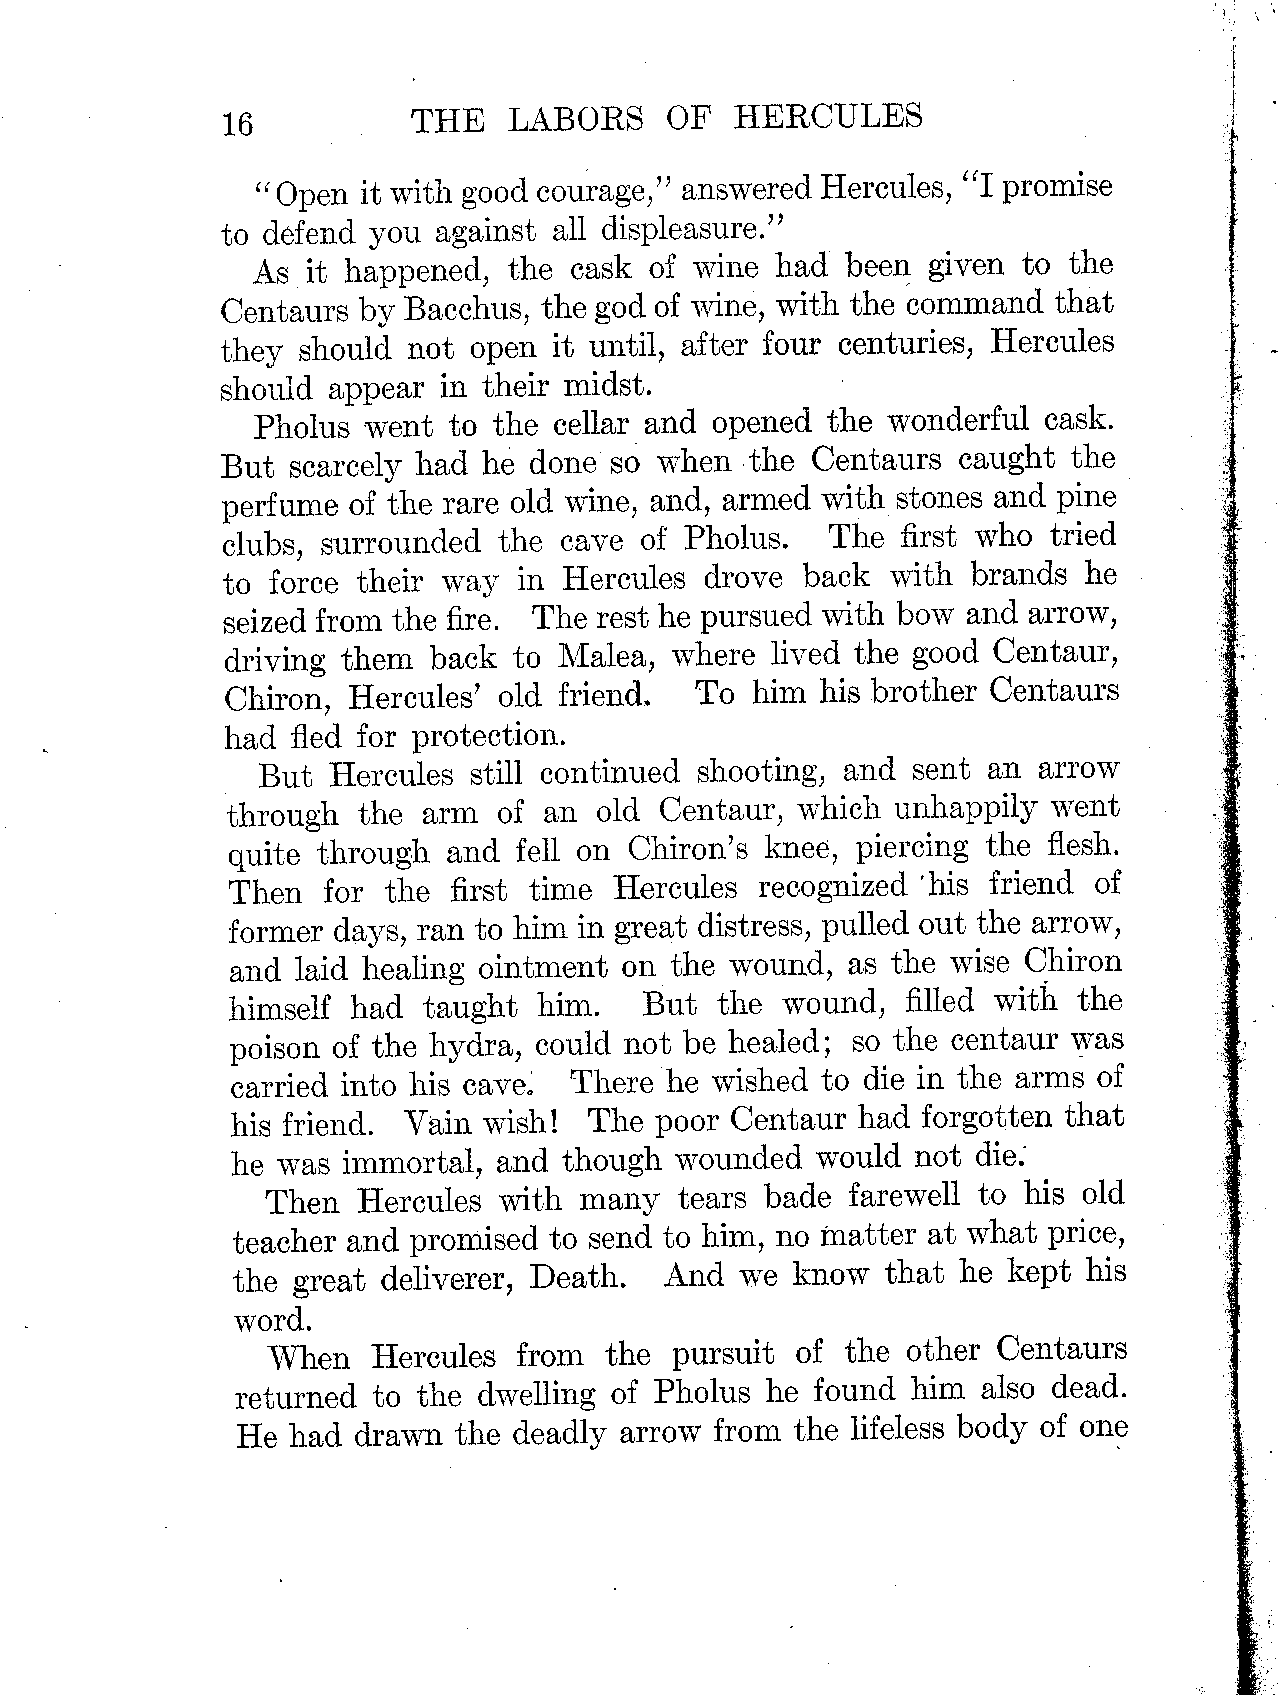 16 THE LABORS OF HERCULES
"Open it with good courage," answered Hercules, "I promise
to defend you against all displeasure."
As it happened, the cask of wine had been given to the
Centaurs by Bacchus, the god of wine, with the command that
they should not open it until, after four centuries, Hercules
should appear in their midst.
Pholus went to the cellar and opened the wonderful cask.
But scarcely had he done so when the Centaurs caught the
perfume of the rare old wine, and, armed with stones and pine
clubs, surrounded the cave of Pholus. The first who tried
to force their way in Hercules drove back with brands he
seized from the fire. The rest he pursued with bow and arrow,
driving them back to Malea, where lived the good Centaur,
Chiron, Hercules' old friend. To him his brother Centaurs
had fled for protection.
But Hercules still continued shooting, and sent an arrow
through the arm of an old Centaur, which unhappily went
quite through and fell on Chiron's knee, piercing the flesh.
Then for the first time Hercules recognized his friend of
former days, ran to him in great distress, pulled out the arrow,
and laid healing ointment on the wound, as the wise Chiron
himself had taught him. But the wound, filled with the
poison of the hydra, could not be healed; so the centaur was
carried into his cave. There he wished to die in the arms of
his friend. Vain wish! The poor Centaur had forgotten that
he was immortal, and though wounded would not die.
Then Hercules with many tears bade farewell to his old
teacher and promised to send to him, no matter at what price,
the great deliverer, Death. And we know that he kept his
word.
When Hercules from the pursuit of the other Centaurs
returned to the dwelling of Pholus he found him also dead.
He had drawn the deadly arrow from the lifeless body of one